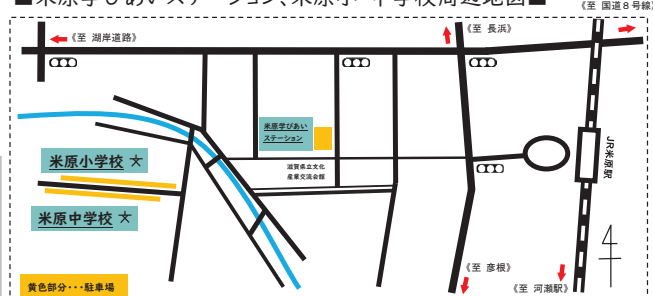 ■米原学びあいステーション、米原小・中学校周辺地図■
《至 国道8号線》
《至 湖岸道路》
《至 長浜》
米原学びあい
ステーション
滋賀県立文化
産業交流会館
JR米原駅
米原小学校 文
米原中学校 文
黄色部分・・・駐車場
《至 彦根》
《至 河瀬駅》